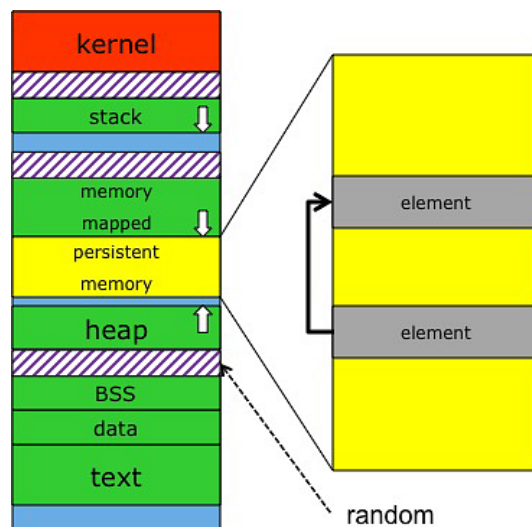 kernel
stack
memory
mapped
persistent
memory
heap
BSS
data
text
element
element
random